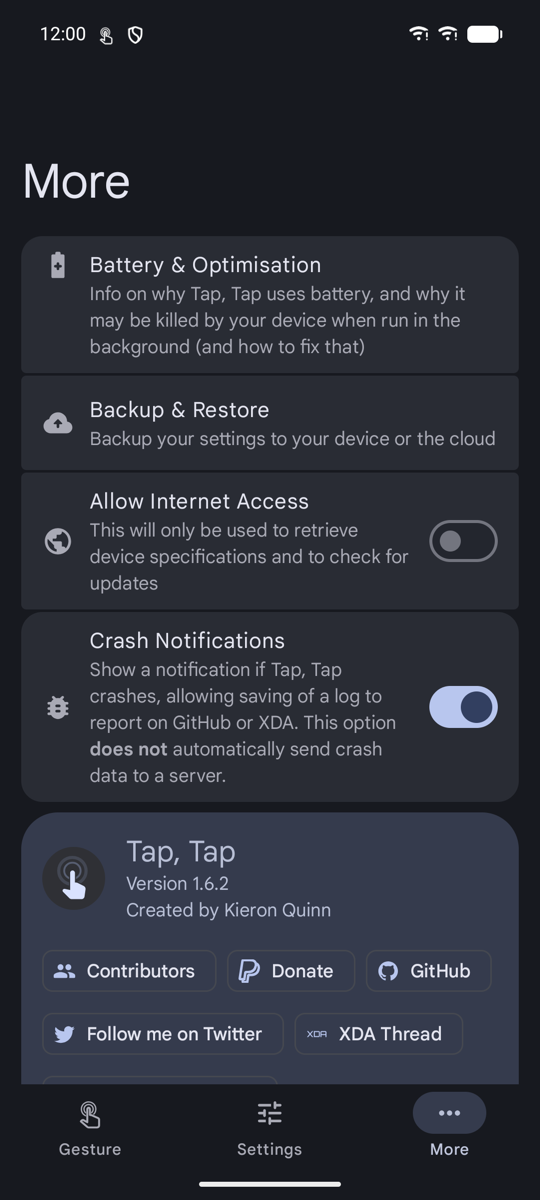 12:00
More
Battery & Optimisation
Info on why Tap, Tap uses battery, and why it
may be killed by your device when run in the
background (and how to fix that)
Backup & Restore
Backup your settings to your device or the cloud
Allow Internet Access
This will only be used to retrieve
device specifications and to check for
updates
Crash Notifications
Show a notification if Tap, Tap
crashes, allowing saving of a log to
report on GitHub or XDA. This option
does not automatically send crash
data to a server.
Tap, Tap
Version 1.6.2
Created by Kieron Quinn
Contributors
Donate
GitHub
Follow me on Twitter
XDA XDA Thread
Gesture
Settings
More